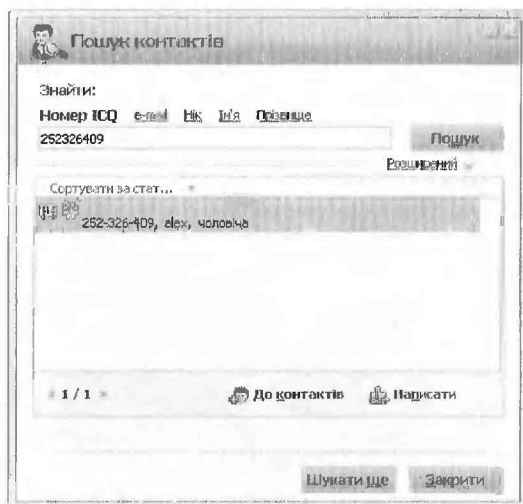 Пошук контактів
Знайти:
Номер ICQ e-mail Нік Ім'я Прізвище
252326409 Пошук
Розширений
Сортувати за стат...
252-326-409, alex, чоловіча
1 / 1 До контактів Написати
Шукати ще Закрити